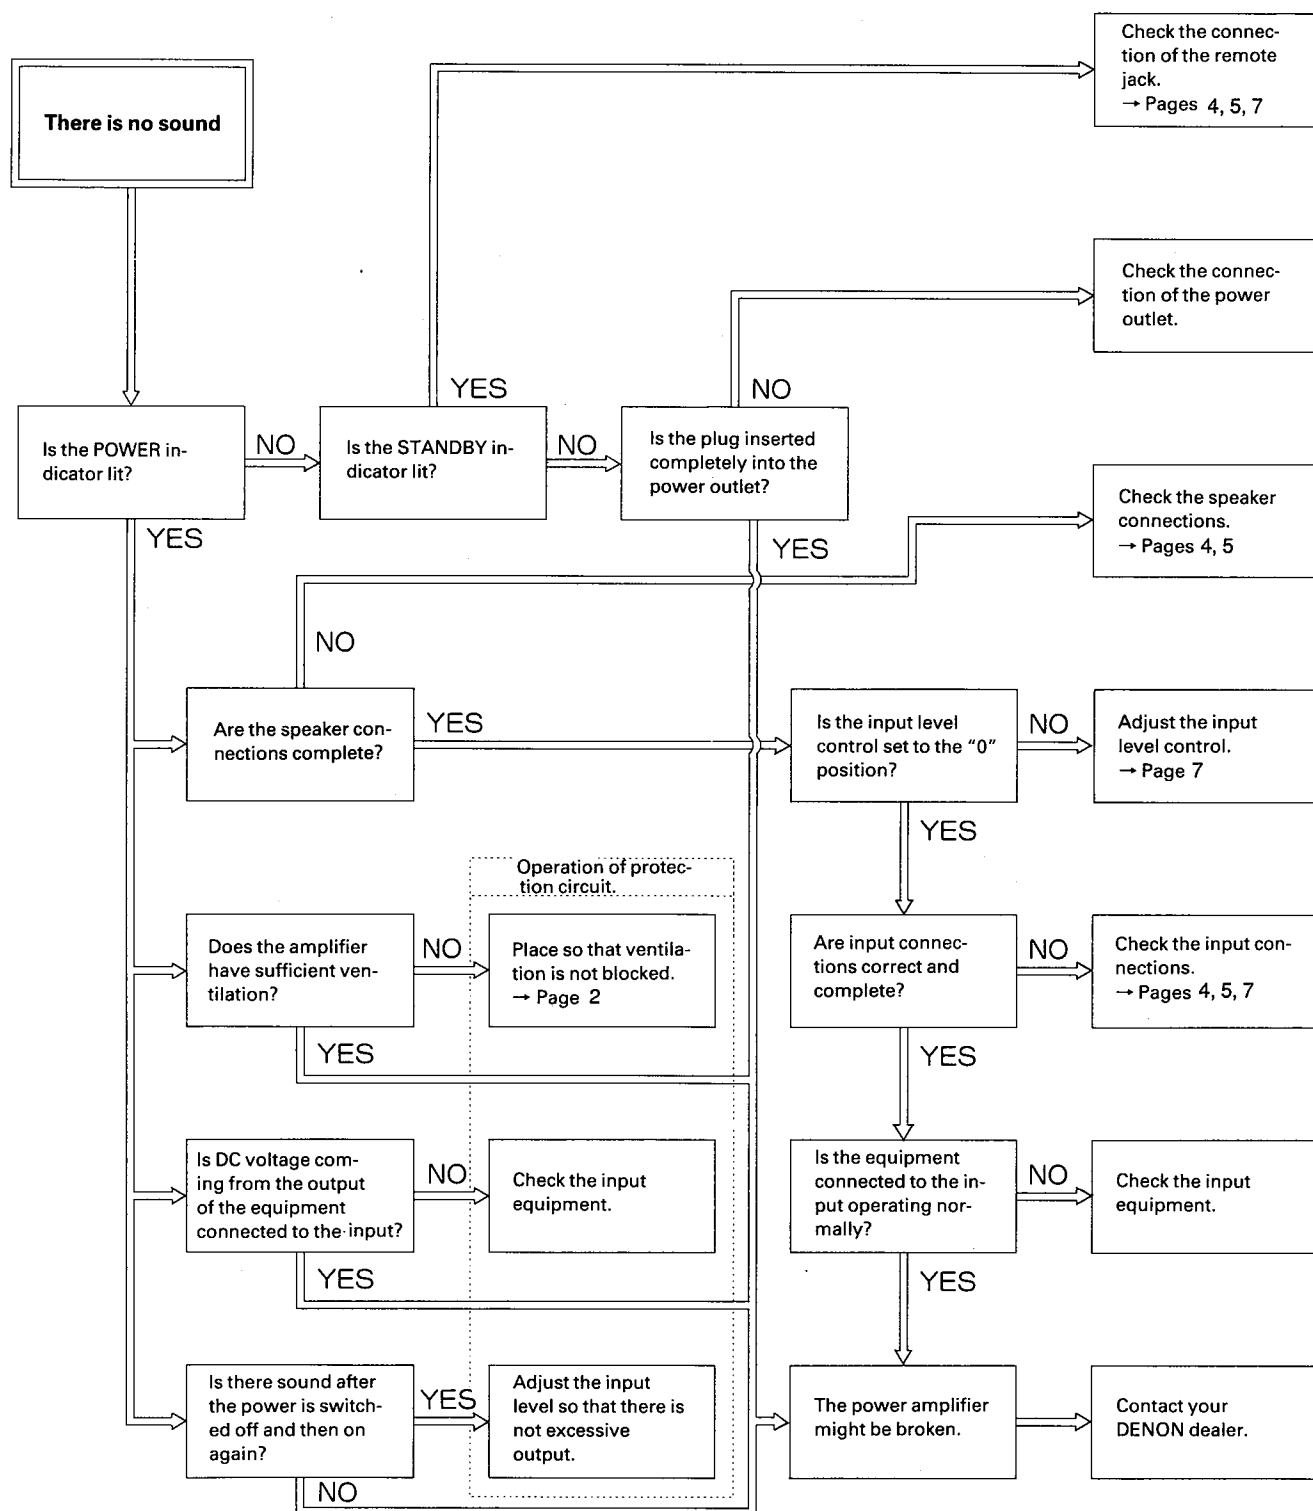 Check the connec-
tion of the remote
jack.
→ Pages 4, 5, 7
There is no sound
Check the connec-
tion of the power
outlet.
YES
NO
Is the POWER in-
dicator lit?
NO
Is the STANDBY in-
dicator lit?
NO
Is the plug inserted
completely into the
power outlet?
YES
YES
Check the speaker
connections.
→ Pages 4, 5
NO
Are the speaker con-
nections complete?
YES
Is the input level
control set to the “0”
position?
NO
Adjust the input
level control.
→ Page 7
YES
Operation of protec-
tion circuit.
Does the amplifier
have sufficient ven-
tilation?
NO
Place so that ventila-
tion is not blocked.
→ Page 2
Are input connec-
tions correct and
complete?
NO
Check the input con-
nections.
→ Pages 4, 5, 7
YES
YES
Is DC voltage com-
ing from the output
of the equipment
connected to the input?
NO
Check the input
equipment.
Is the equipment
connected to the in-
put operating nor-
mally?
NO
Check the input
equipment.
YES
YES
Is there sound after
the power is switch-
ed off and then on
again?
YES
Adjust the input
level so that there is
not excessive
output.
The power amplifier
might be broken.
Contact your
DENON dealer.
NO